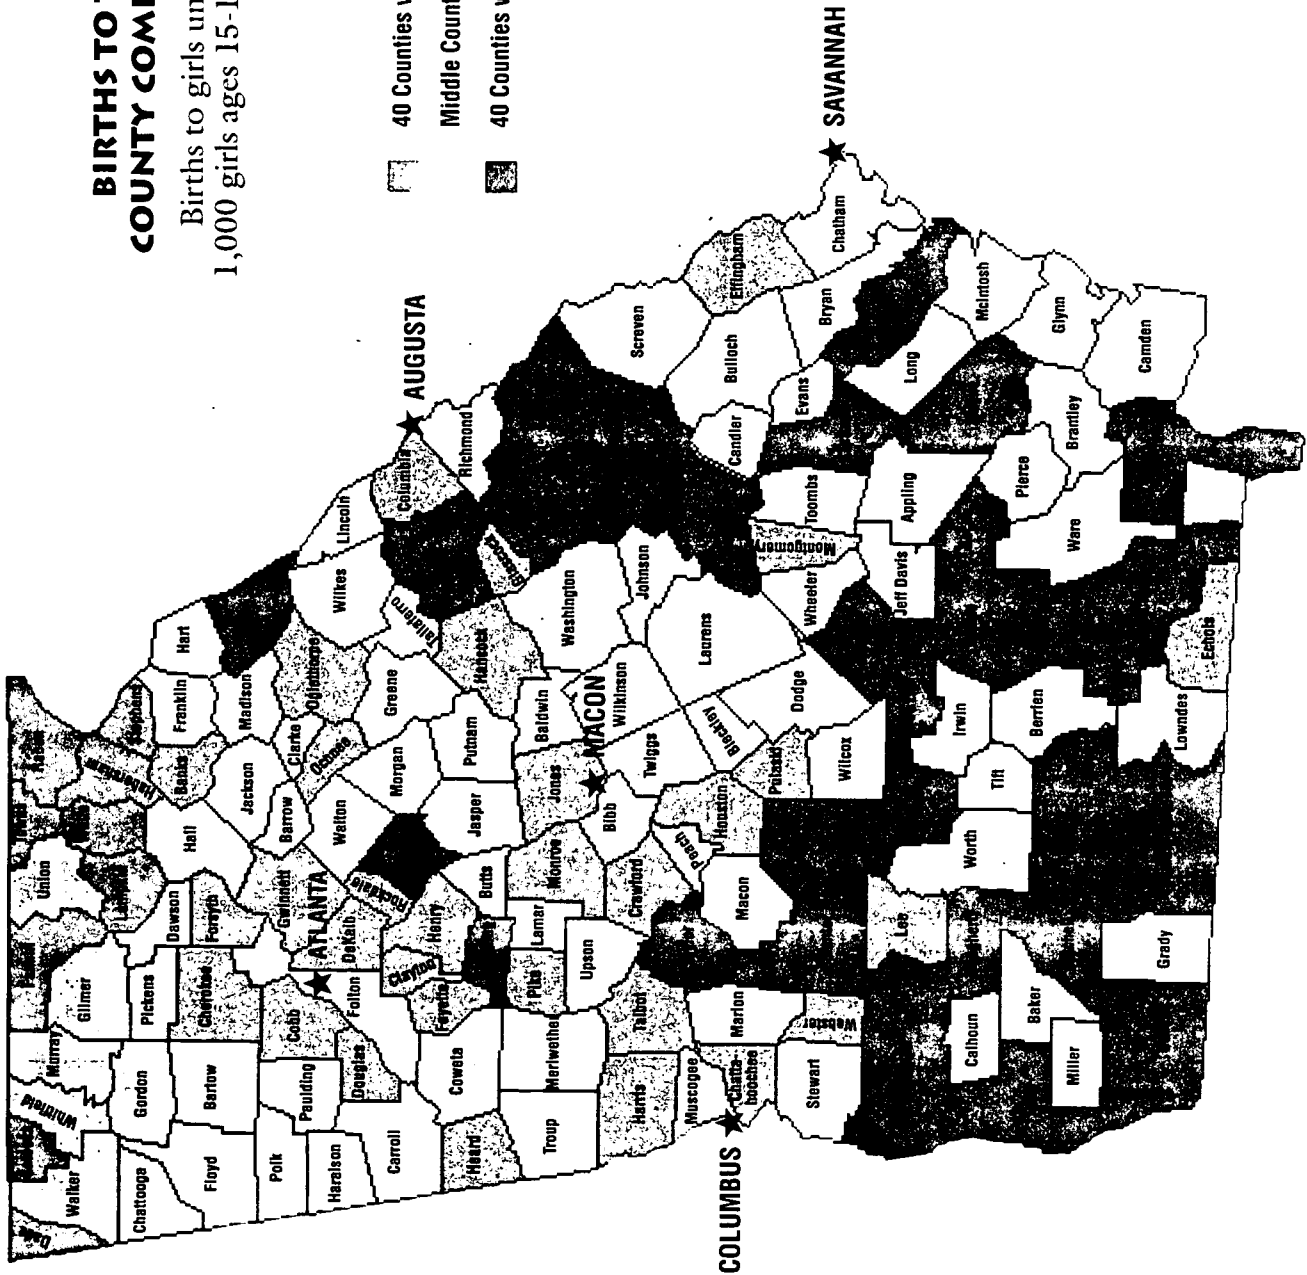 BIRTHS TO
COUNTY COM
Births to girls un
1,000 girls ages 15-1
40 Counties
Middle Count
40 Counties
SAVANNAH
AUGUSTA
ATLANTA
MACON
COLUMBUS
Dade
Walker
Whitfield
Murray
Gilmer
Union
Chattooga
Gordon
Pickens
Dawson
Lumpkin
Habersham
Stephens
Banks
Franklin
Hart
Floyd
Bartow
Cherokee
Forsyth
Hall
Jackson
Madison
Polk
Paulding
Cobb
Gwinnett
Barrow
Clarke
Oconee
Oglethorpe
Wilkes
Lincoln
Haralson
Douglas
Fulton
DeKalb
Rockdale
Walton
Morgan
Greene
Taliaferro
Columbia
Richmond
Carroll
Coweta
Fayette
Clayton
Henry
Butts
Jasper
Putnam
Hancock
Glascock
Heard
Meriwether
Pike
Lamar
Monroe
Jones
Baldwin
Washington
Troup
Upson
Bibb
Wilkinson
Johnson
Screven
Harris
Talbot
Crawford
Twiggs
Laurens
Muscogee
Chatta-
hoochee
Marion
Macon
Peach
Houston
Bleckley
Pulaski
Dodge
Wheeler
Montgomery
Toombs
Candler
Bulloch
Effingham
Evans
Bryan
Chatham
Stewart
Webster
Wilcox
Jeff Davis
Appling
Long
McIntosh
Lee
Worth
Tift
Irwin
Calhoun
Baker
Miller
Grady
Berrien
Lowndes
Echols
Ware
Pierce
Brantley
Glynn
Camden